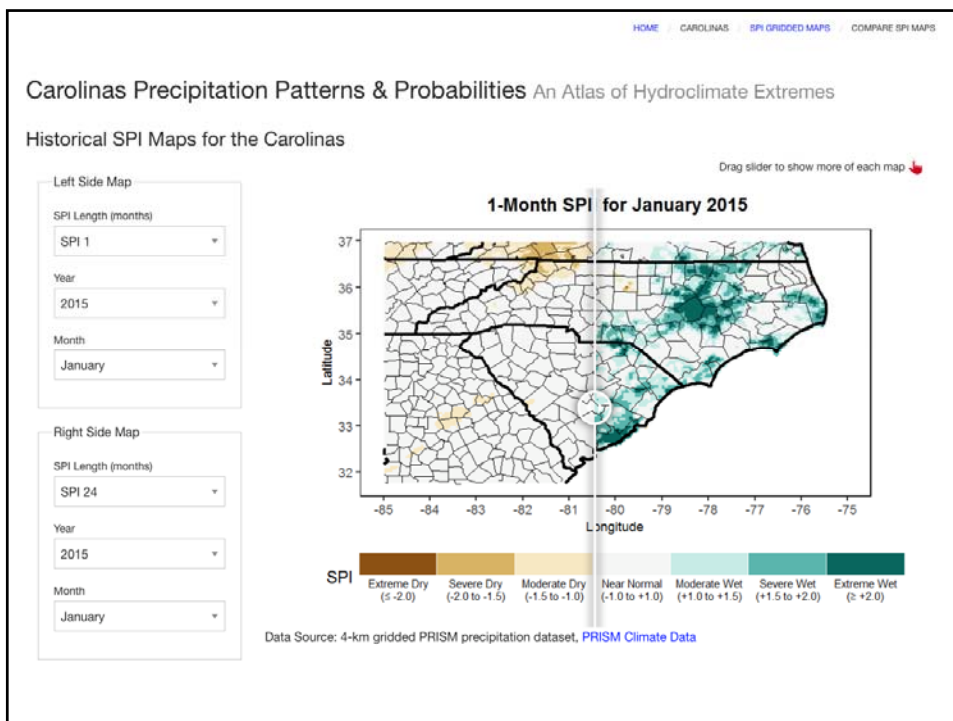 HOME / CAROLINAS / SPI GRIDDED MAPS / COMPARE SPI MAPS
Carolinas Precipitation Patterns & Probabilities An Atlas of Hydroclimate Extremes
Historical SPI Maps for the Carolinas
Drag slider to show more of each map
Left Side Map
SPI Length (months)
SPI 1
Year
2015
Month
January
Right Side Map
SPI Length (months)
SPI 24
Year
2015
Month
January
1-Month SPI for January 2015
Latitude
37
36
35
34
33
32
-85 -84 -83 -82 -81 -80 -79 -78 -77 -76 -75
Longitude
SPI
Extreme Dry Severe Dry Moderate Dry Near Normal Moderate Wet Severe Wet Extreme Wet
(≤ -2.0) (-2.0 to -1.5) (-1.5 to -1.0) (-1.0 to +1.0) (+1.0 to +1.5) (+1.5 to +2.0) (≥ +2.0)
Data Source: 4-km gridded PRISM precipitation dataset, PRISM Climate Data